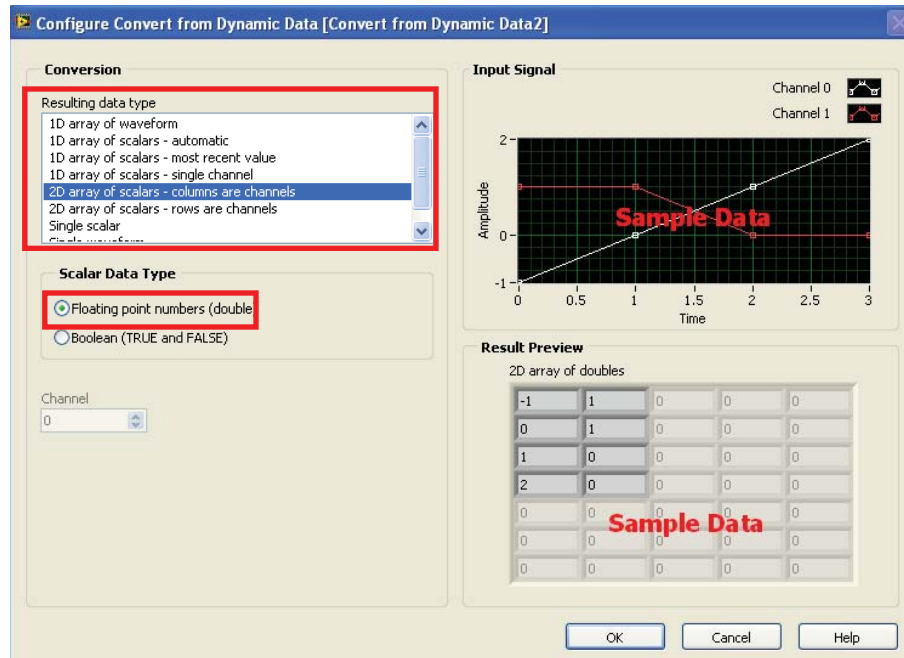 Configure Convert from Dynamic Data [Convert from Dynamic Data2]
Conversion
Resulting data type
1D array of waveform
1D array of scalars - automatic
1D array of scalars - most recent value
1D array of scalars - single channel
2D array of scalars - columns are channels
2D array of scalars - rows are channels
Single scalar
Scalar Data Type
Floating point numbers (double
Boolean (TRUE and FALSE)
Channel
0
Input Signal
Channel 0
Channel 1
Amplitude
2
0
-1
Sample Data
0 0.5 1 1.5 2 2.5 3
Time
Result Preview
2D array of doubles
-1 1 0 0 0
0 1 0 0 0
1 0 0 0 0
2 0 0 0 0
0 0 0 0 0
Sample Data
0 0 0 0 0
0 0 0 0 0
OK Cancel Help